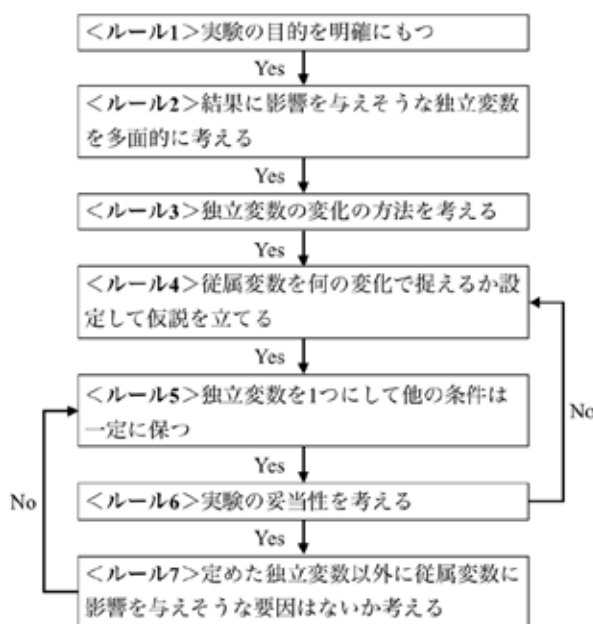 <ルール1>実験の目的を明確にもつ
Yes
<ルール2>結果に影響を与えそうな独立変数
を多面的に考える
Yes
<ルール3>独立変数の変化の方法を考える
Yes
<ルール4>従属変数を何の変化で捉えるか設
定して仮説を立てる
Yes
<ルール5>独立変数を1つにして他の条件は
一定に保つ
No
Yes
No
<ルール6>実験の妥当性を考える
Yes
<ルール7>定めた独立変数以外に従属変数に
影響を与えそうな要因はないか考える